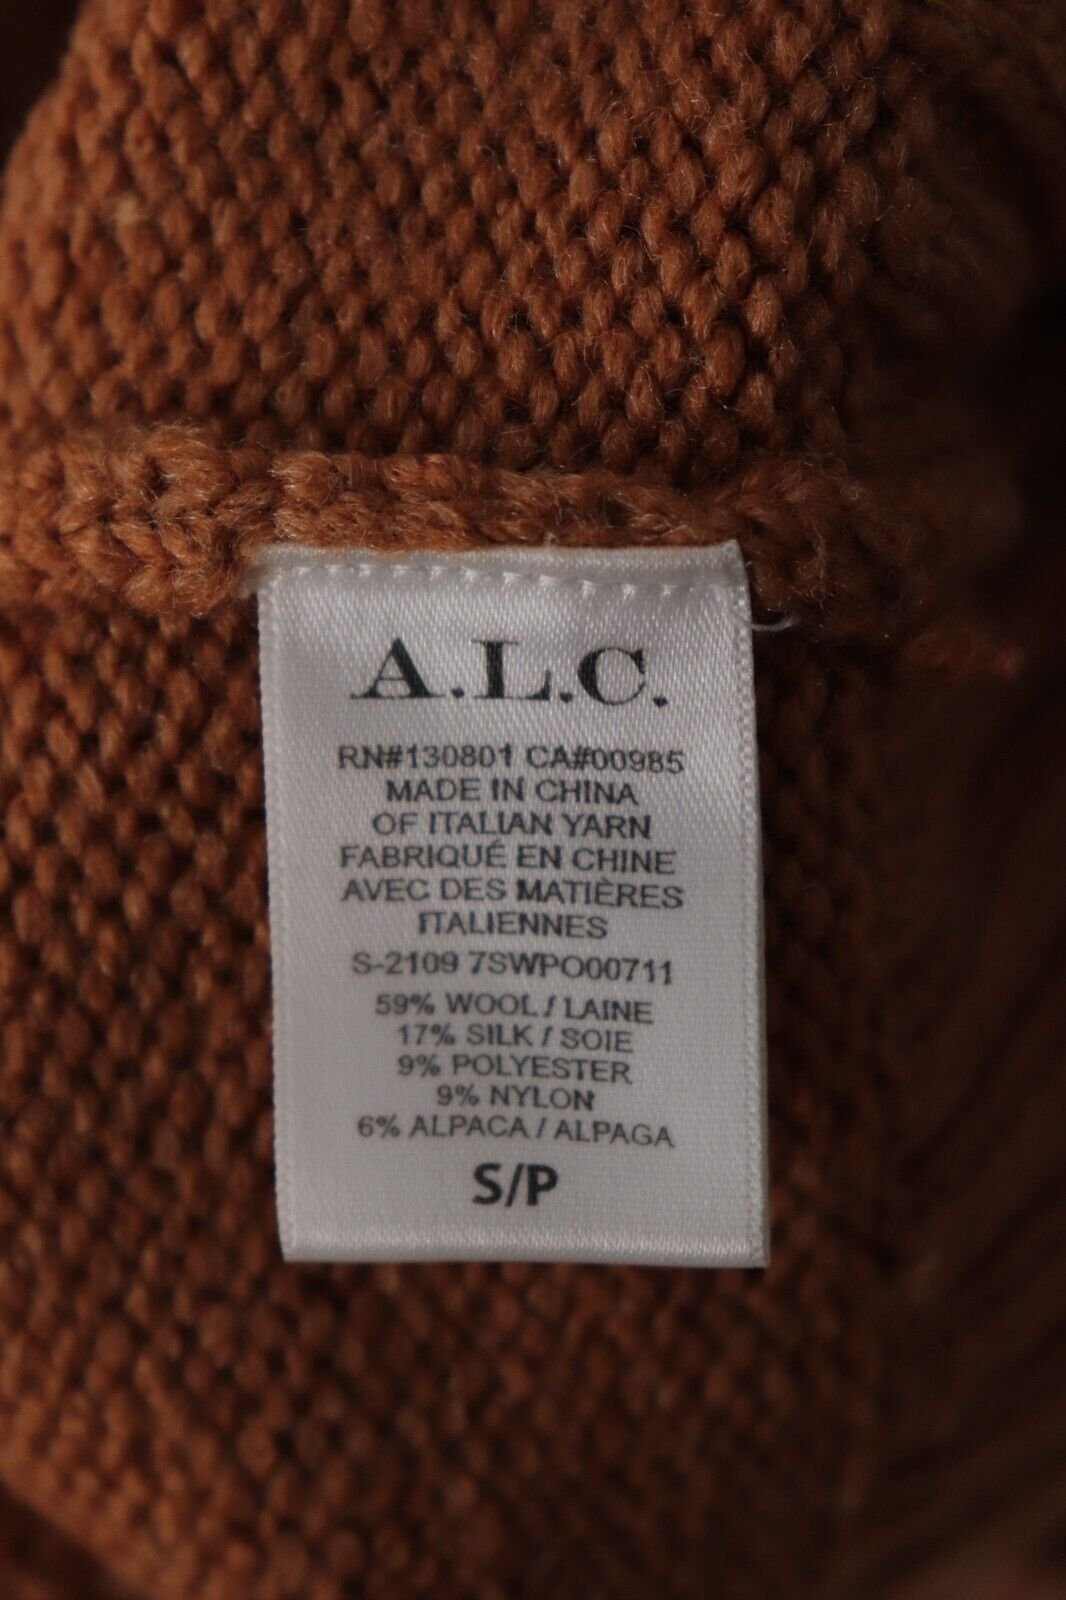 A.L.C.
RN#130801 CA#00985
MADE IN CHINA
OF ITALIAN YARN
FABRIQUÉ EN CHINE
AVEC DES MATIÈRES
ITALIENNES
S-2109 7SWPO00711
59% WOOL / LAINE
17% SILK / SOIE
9% POLYESTER
9% NYLON
6% ALPACA / ALPAGA
S/P